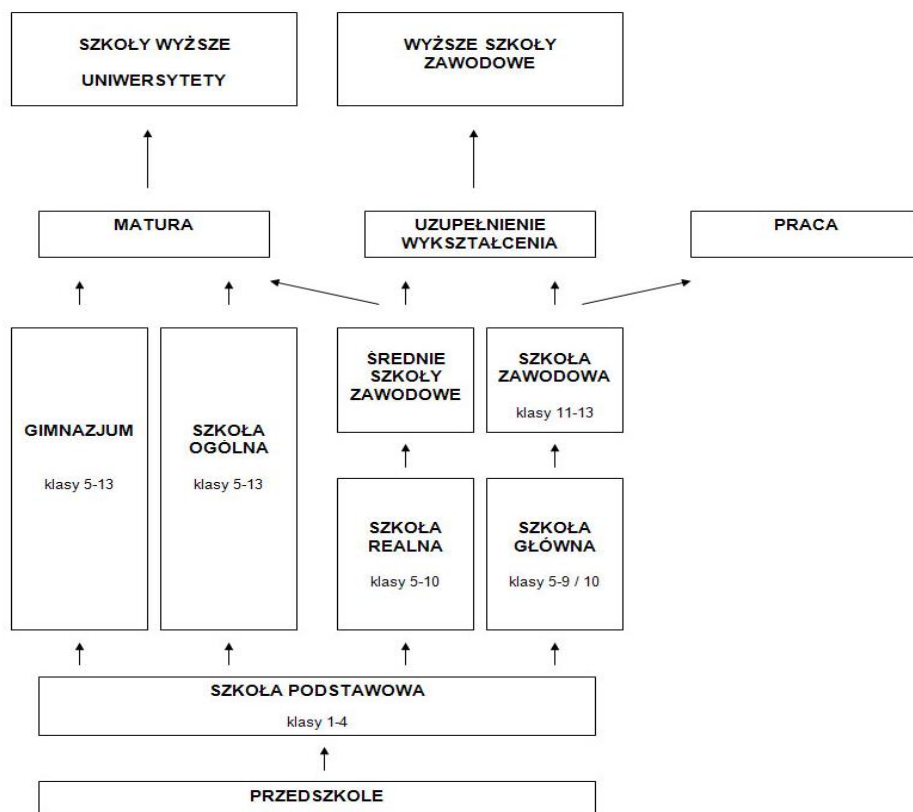 SZKOŁY WYŻSZE
UNIWERSYTETY
WYŻSZE SZKOŁY
ZAWODOWE
MATURA
UZUPEŁNIENIE
WYKSZTAŁCENIA
PRACA
GIMNAZJUM
klasy 5-13
SZKOŁA
OGÓLNA
klasy 5-13
ŚREDNIE
SZKOŁY
ZAWODOWE
SZKOŁA
ZAWODOWA
klasy 11-13
SZKOŁA
REALNA
klasy 5-10
SZKOŁA
GŁÓWNA
klasy 5-9 / 10
SZKOŁA PODSTAWOWA
klasy 1-4
PRZEDSZKOLE